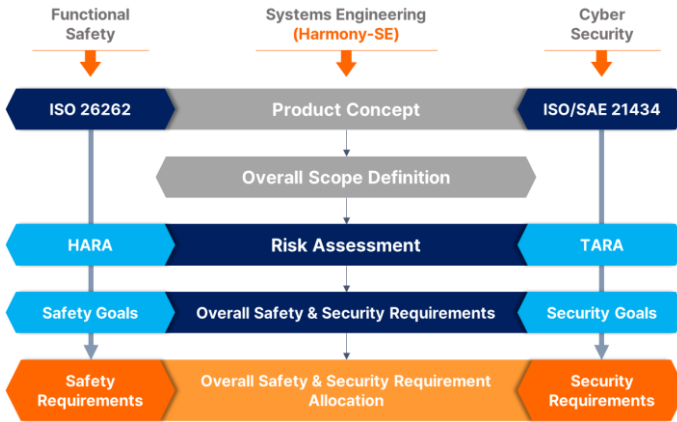 Functional
Safety
Systems Engineering
(Harmony-SE)
Cyber
Security
ISO 26262
Product Concept
ISO/SAE 21434
Overall Scope Definition
HARA
Risk Assessment
TARA
Safety Goals
Overall Safety & Security Requirements
Security Goals
Safety
Requirements
Overall Safety & Security Requirement
Allocation
Security
Requirements